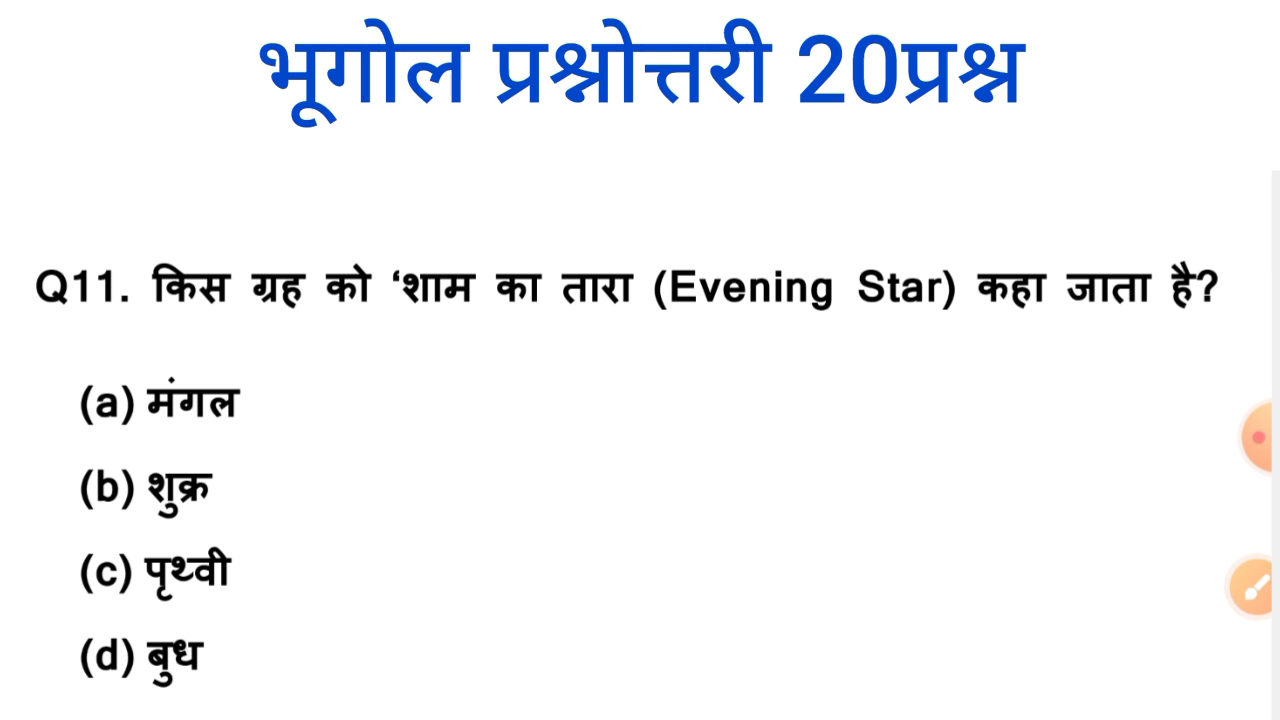 भूगोल प्रश्नोत्तरी 20प्रश्न
Q11. किस ग्रह को ‘शाम का तारा (Evening Star) कहा जाता है?
(a) मंगल
(b) शुक्र
(c) पृथ्वी
(d) बुध